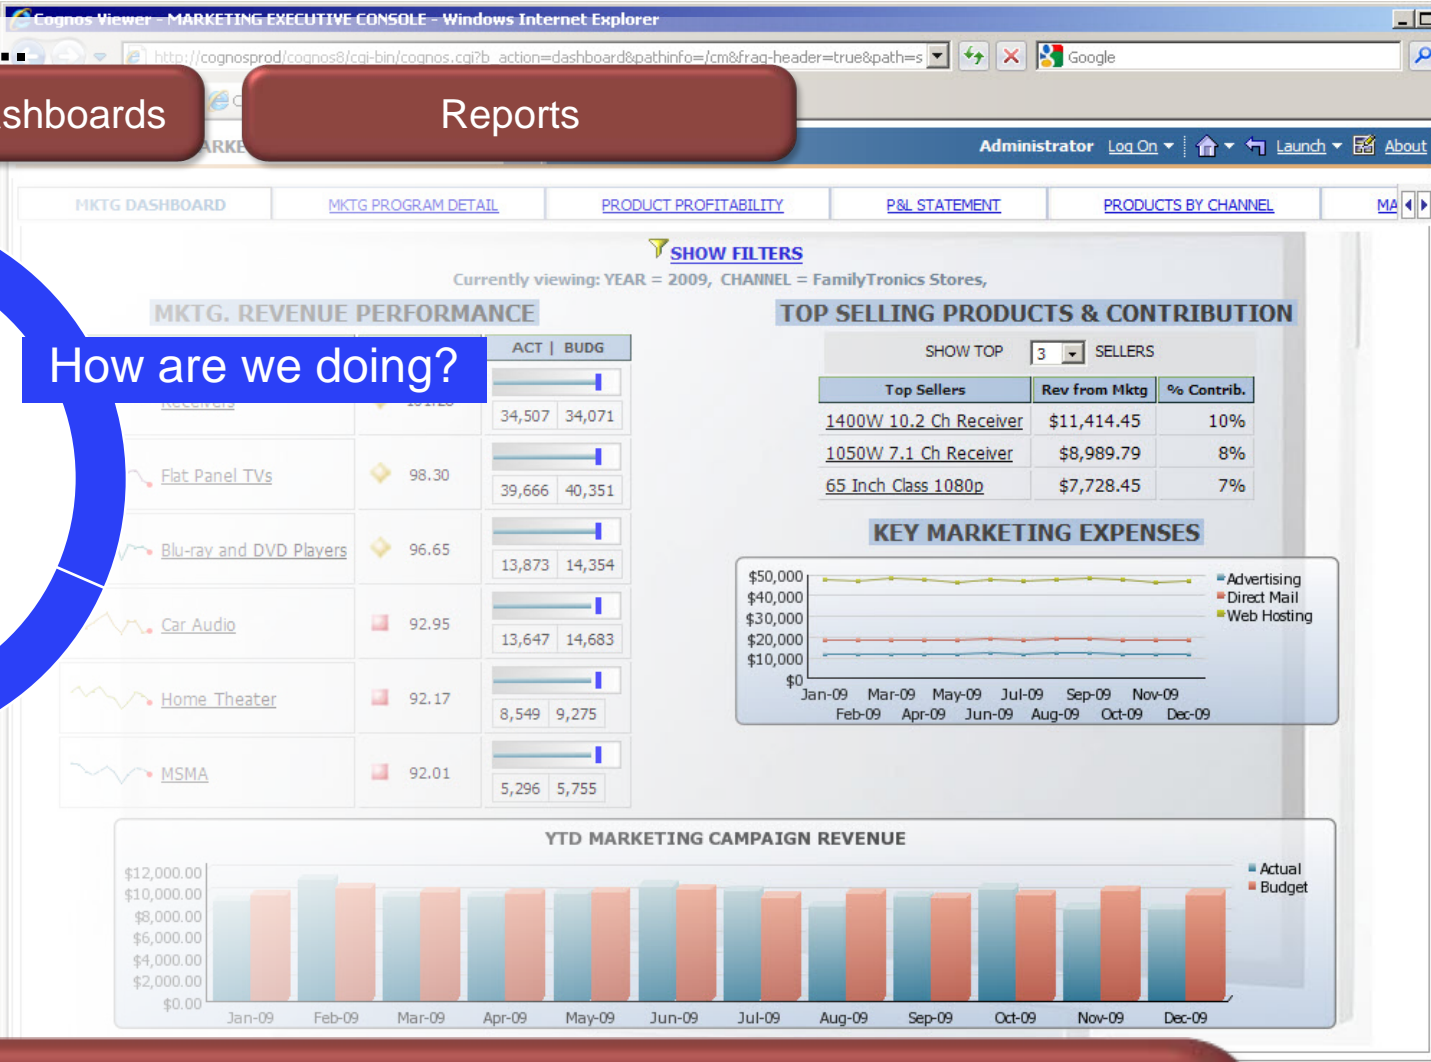 Cognos Viewer - MARKETING EXECUTIVE CONSOLE - Windows Internet Explorer
http://cognosprod/cognos8/cgi-bin/cognos.cgi?b_action=dashboard&pathinfo=/cm&frag-header=true&path=s
Google
shboards
Reports
Administrator Log On Launch About
MKTG DASHBOARD MKTG PROGRAM DETAIL PRODUCT PROFITABILITY P&L STATEMENT PRODUCTS BY CHANNEL MA
SHOW FILTERS
Currently viewing: YEAR = 2009, CHANNEL = FamilyTronics Stores,
MKTG. REVENUE PERFORMANCE
How are we doing?
ACT | BUDG
Receivers
34,507 34,071
Flat Panel TVs 98.30
39,666 40,351
Blu-ray and DVD Players 96.65
13,873 14,354
Car Audio 92.95
13,647 14,683
Home Theater 92.17
8,549 9,275
MSMA 92.01
5,296 5,755
TOP SELLING PRODUCTS & CONTRIBUTION
SHOW TOP 3 SELLERS
Top Sellers Rev from Mktg % Contrib.
1400W 10.2 Ch Receiver $11,414.45 10%
1050W 7.1 Ch Receiver $8,989.79 8%
65 Inch Class 1080p $7,728.45 7%
KEY MARKETING EXPENSES
$50,000
$40,000
$30,000
$20,000
$10,000
$0
Advertising
Direct Mail
Web Hosting
Jan-09 Mar-09 May-09 Jul-09 Sep-09 Nov-09
Feb-09 Apr-09 Jun-09 Aug-09 Oct-09 Dec-09
YTD MARKETING CAMPAIGN REVENUE
$12,000.00
$10,000.00
$8,000.00
$6,000.00
$4,000.00
$2,000.00
$0.00
Actual
Budget
Jan-09 Feb-09 Mar-09 Apr-09 May-09 Jun-09 Jul-09 Aug-09 Sep-09 Oct-09 Nov-09 Dec-09